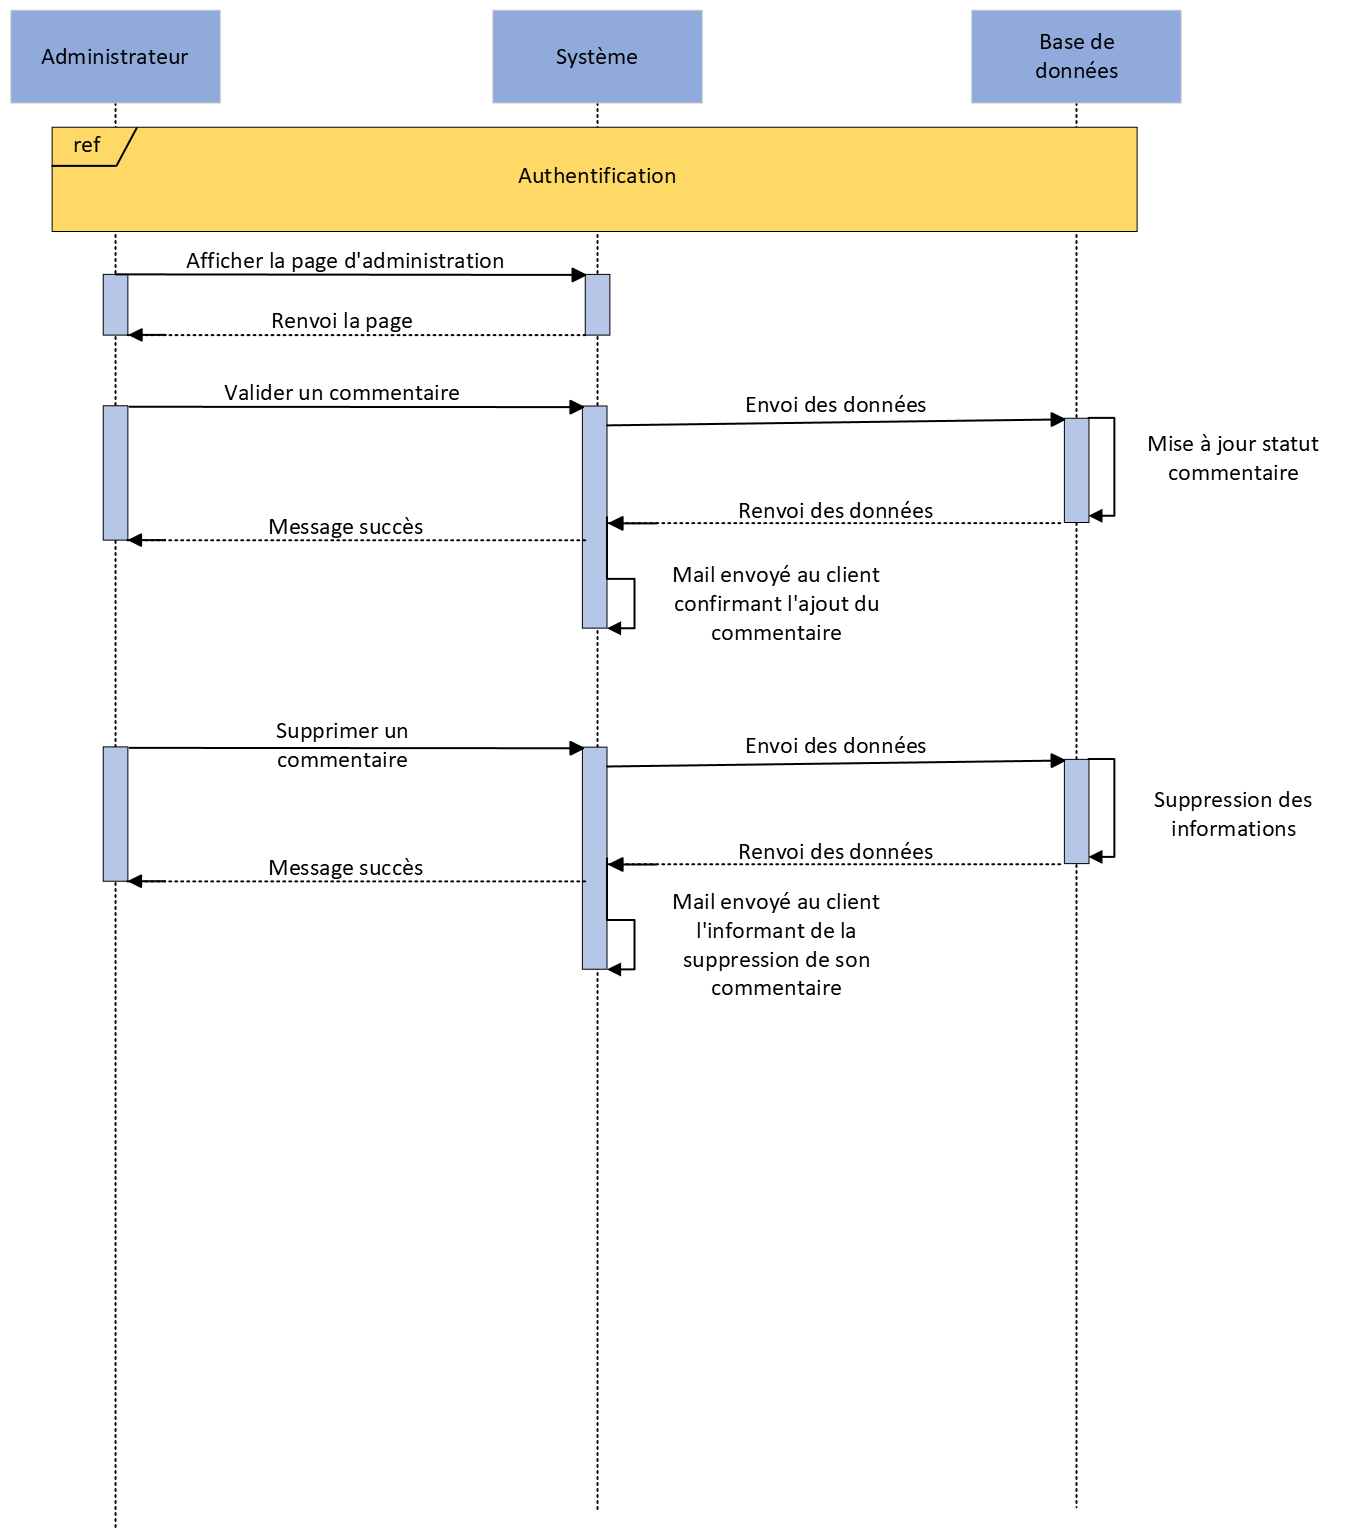 Administrateur
Système
Base de
données
ref
Authentification
Afficher la page d'administration
Renvoi la page
Valider un commentaire
Envoi des données
Mise à jour statut
commentaire
Renvoi des données
Message succès
Mail envoyé au client
confirmant l'ajout du
commentaire
Supprimer un
commentaire
Envoi des données
Suppression des
informations
Renvoi des données
Message succès
Mail envoyé au client
l'informant de la
suppression de son
commentaire